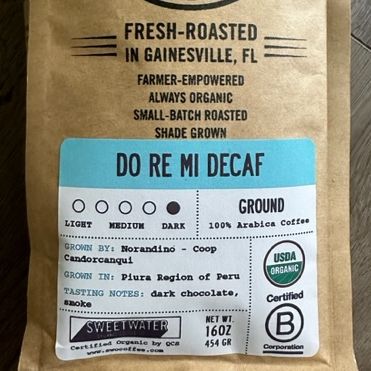 FRESH-ROASTED
IN GAINESVILLE, FL
FARMER-EMPOWERED
ALWAYS ORGANIC
SMALL-BATCH ROASTED
SHADE GROWN
DO RE MI DECAF
LIGHT MEDIUM DARK
GROUND
100% Arabica Coffee
GROWN BY: Norandino - Coop
Candorcanqui
GROWN IN: Piura Region of Peru
TASTING NOTES: dark chocolate,
smoke
USDA
ORGANIC
Certified
B
Corporation
SWEETWATER
Certified Organic by QCS
www.swocoffee.com
NET WT.
16OZ
454 GR